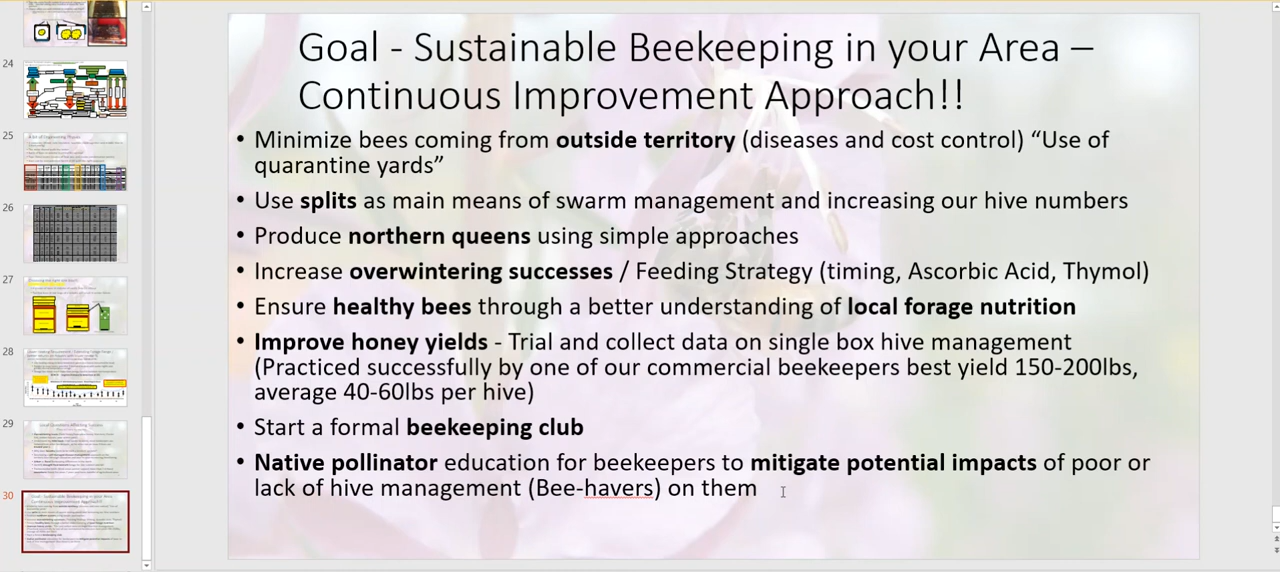 Goal - Sustainable Beekeeping in your Area –
Continuous Improvement Approach!!
• Minimize bees coming from outside territory (diseases and cost control) “Use of
quarantine yards”
• Use splits as main means of swarm management and increasing our hive numbers
• Produce northern queens using simple approaches
• Increase overwintering successes / Feeding Strategy (timing, Ascorbic Acid, Thymol)
• Ensure healthy bees through a better understanding of local forage nutrition
• Improve honey yields - Trial and collect data on single box hive management
(Practiced successfully by one of our commercial beekeepers best yield 150-200lbs,
average 40-60lbs per hive)
• Start a formal beekeeping club
• Native pollinator education for beekeepers to mitigate potential impacts of poor or
lack of hive management (Bee-havers) on them
24
25
26
27
28
29
30